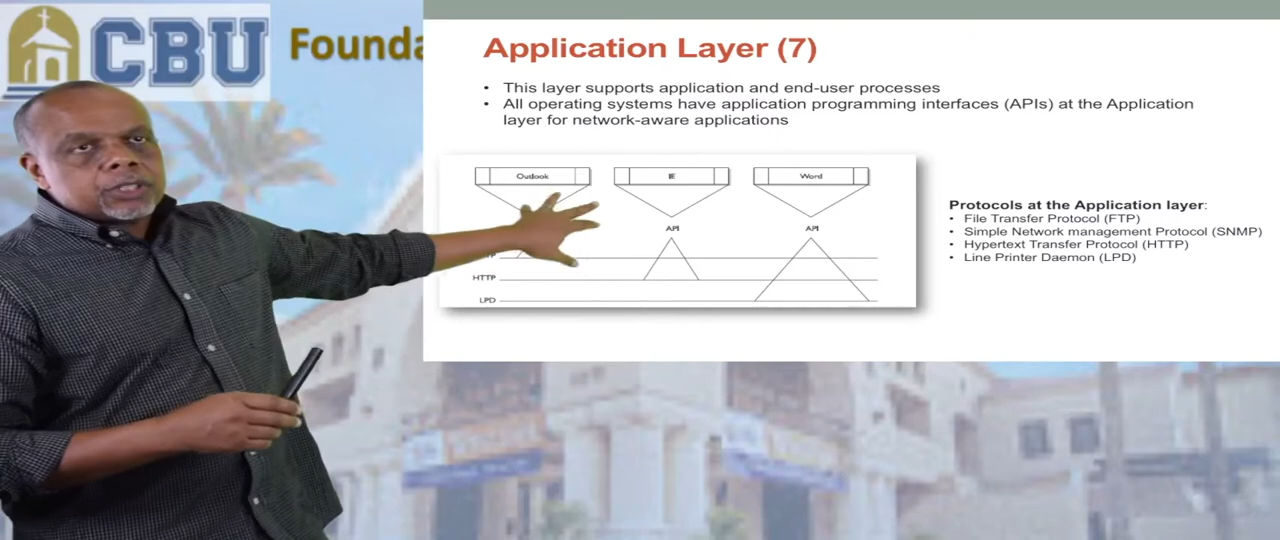 CBU
Application Layer (7)
• This layer supports application and end-user processes
• All operating systems have application programming interfaces (APIs) at the Application
layer for network-aware applications
Outlook IE Word
API API
HTTP
LPD
Protocols at the Application layer:
• File Transfer Protocol (FTP)
• Simple Network management Protocol (SNMP)
• Hypertext Transfer Protocol (HTTP)
• Line Printer Daemon (LPD)